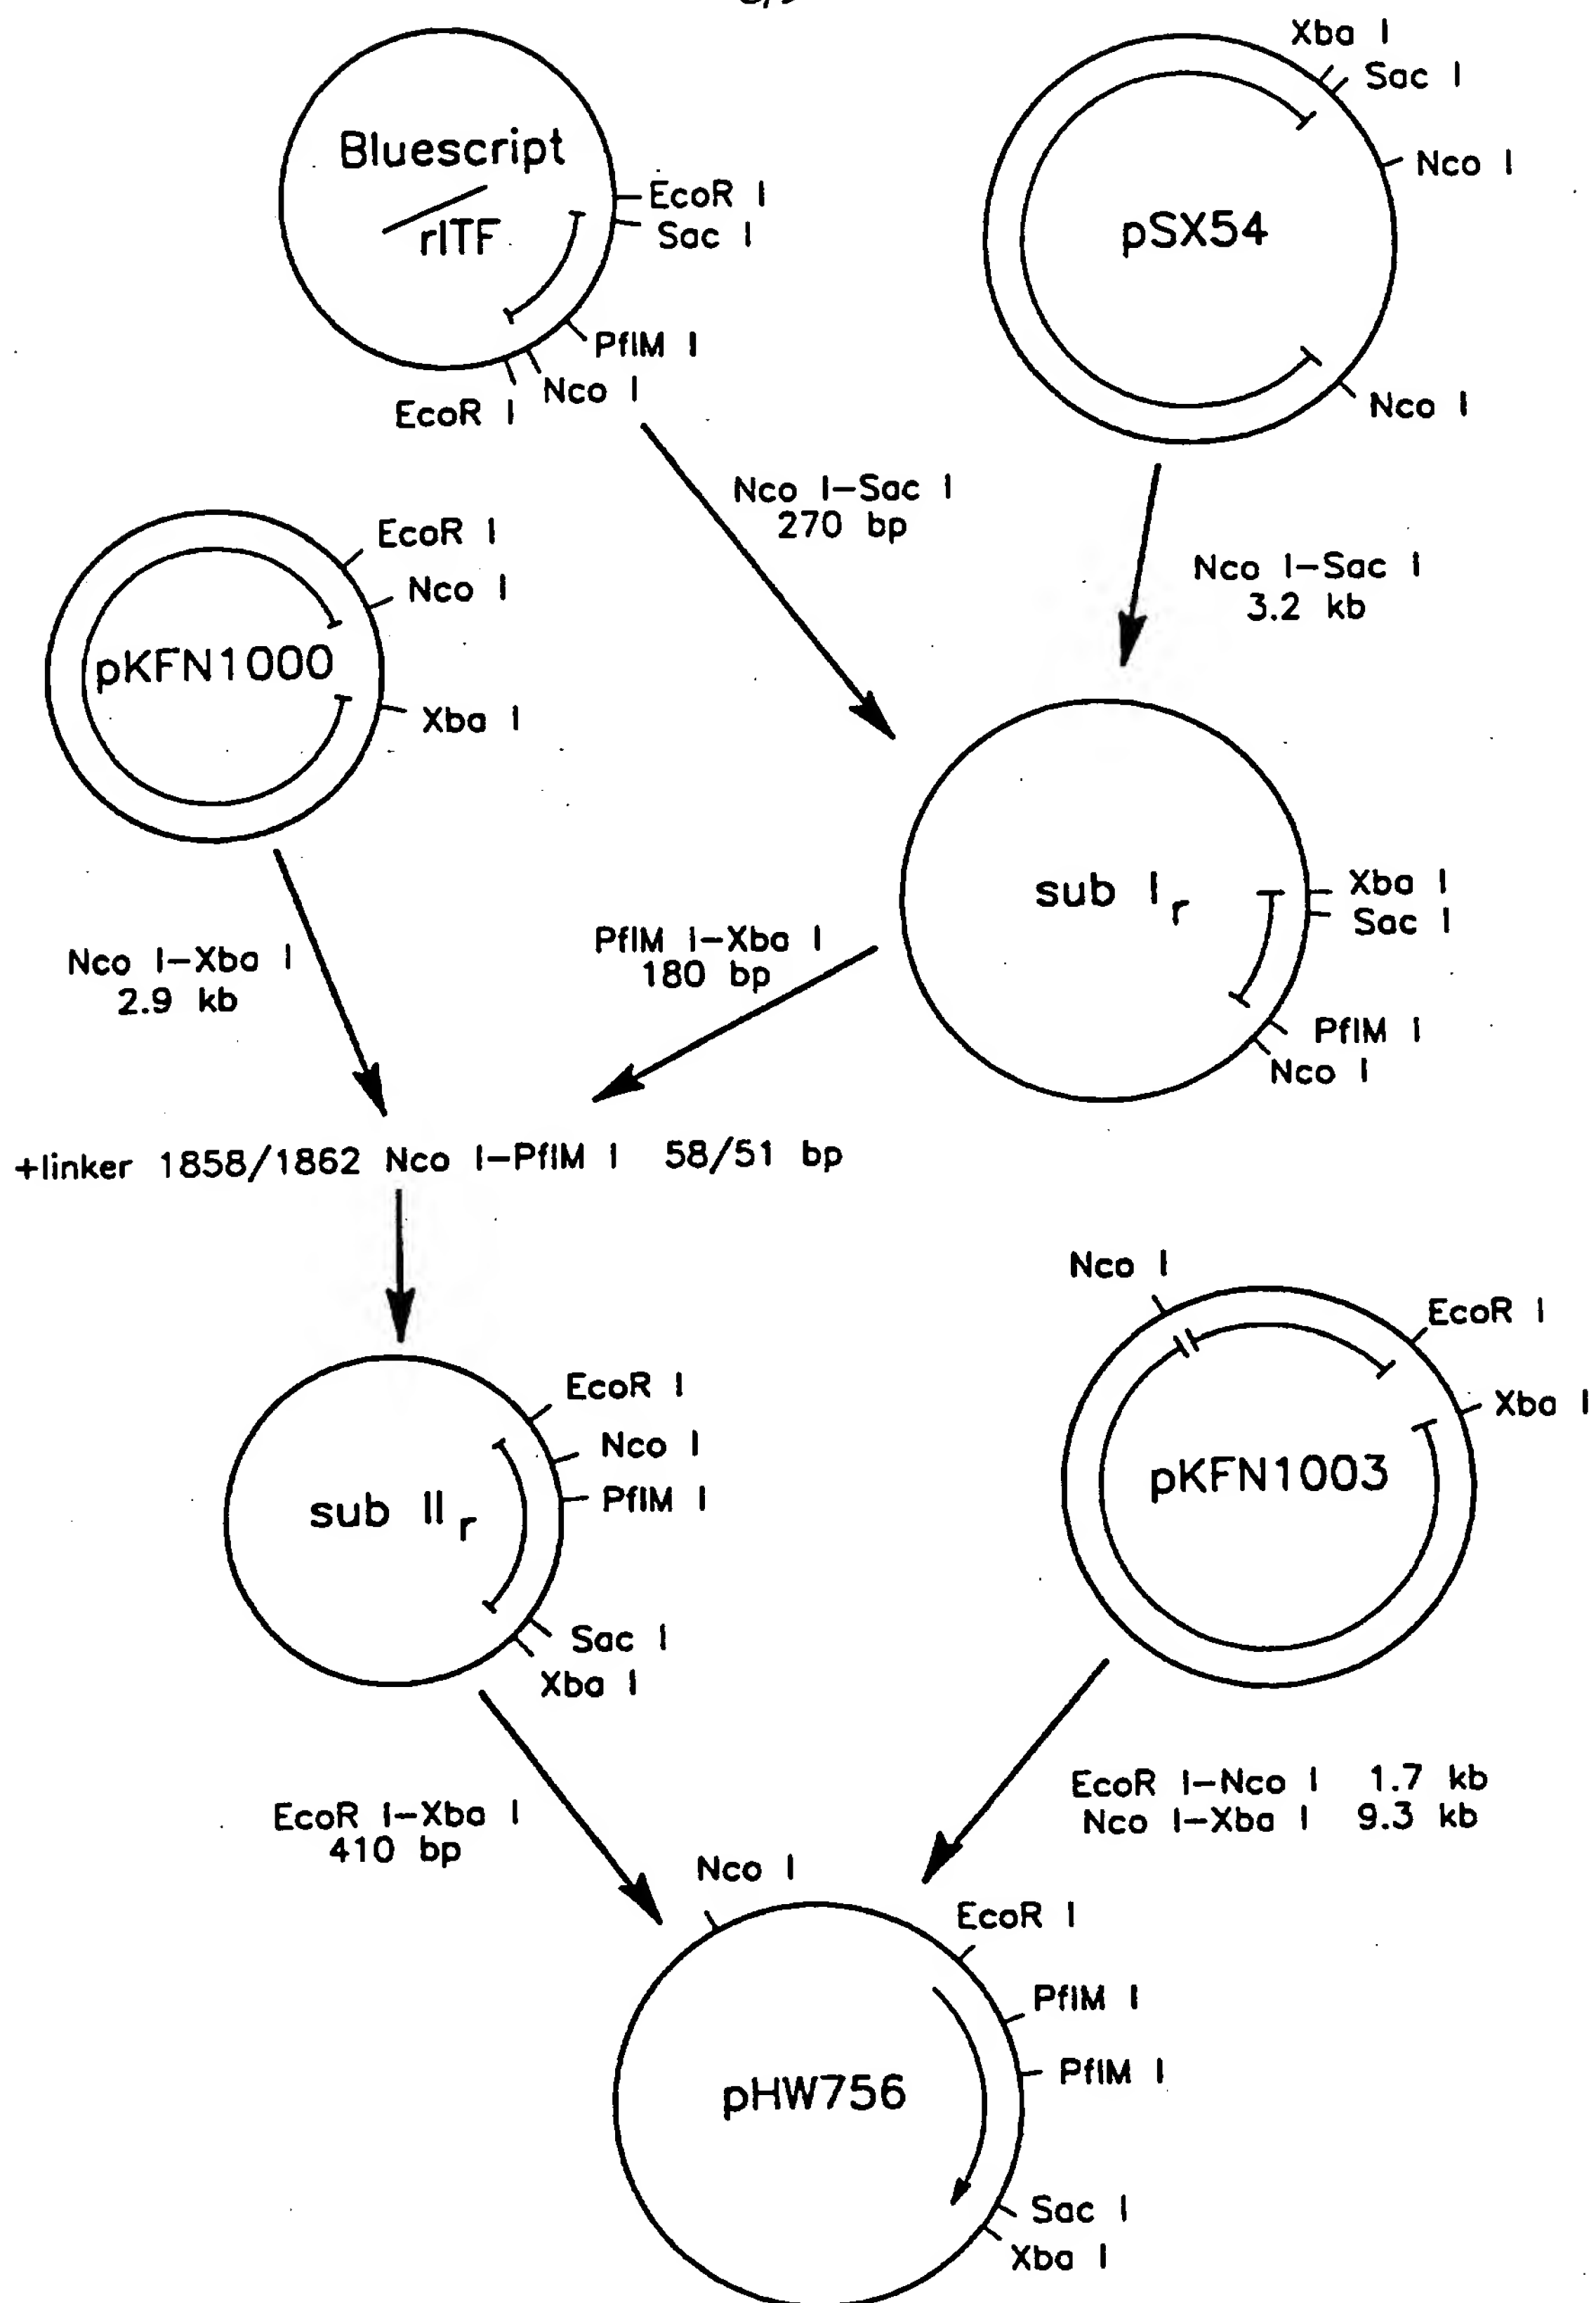 Xba I
Sac I
Nco I
pSX54
Nco I
Bluescript
rITF
EcoR I
Sac I
PflM I
Nco I
EcoR I
Nco I–Sac I
270 bp
Nco I–Sac I
3.2 kb
EcoR I
Nco I
pKFN1000
Xba I
sub I r
Xba I
Sac I
PflM I
Nco I
Nco I–Xba I
2.9 kb
PflM I–Xba I
180 bp
+linker 1858/1862 Nco I–PflM I 58/51 bp
EcoR I
Nco I
PflM I
sub II r
Sac I
Xba I
Nco I
EcoR I
Xba I
pKFN1003
EcoR I–Xba I
410 bp
EcoR I–Nco I 1.7 kb
Nco I–Xba I 9.3 kb
Nco I
EcoR I
PflM I
PflM I
pHW756
Sac I
Xba I